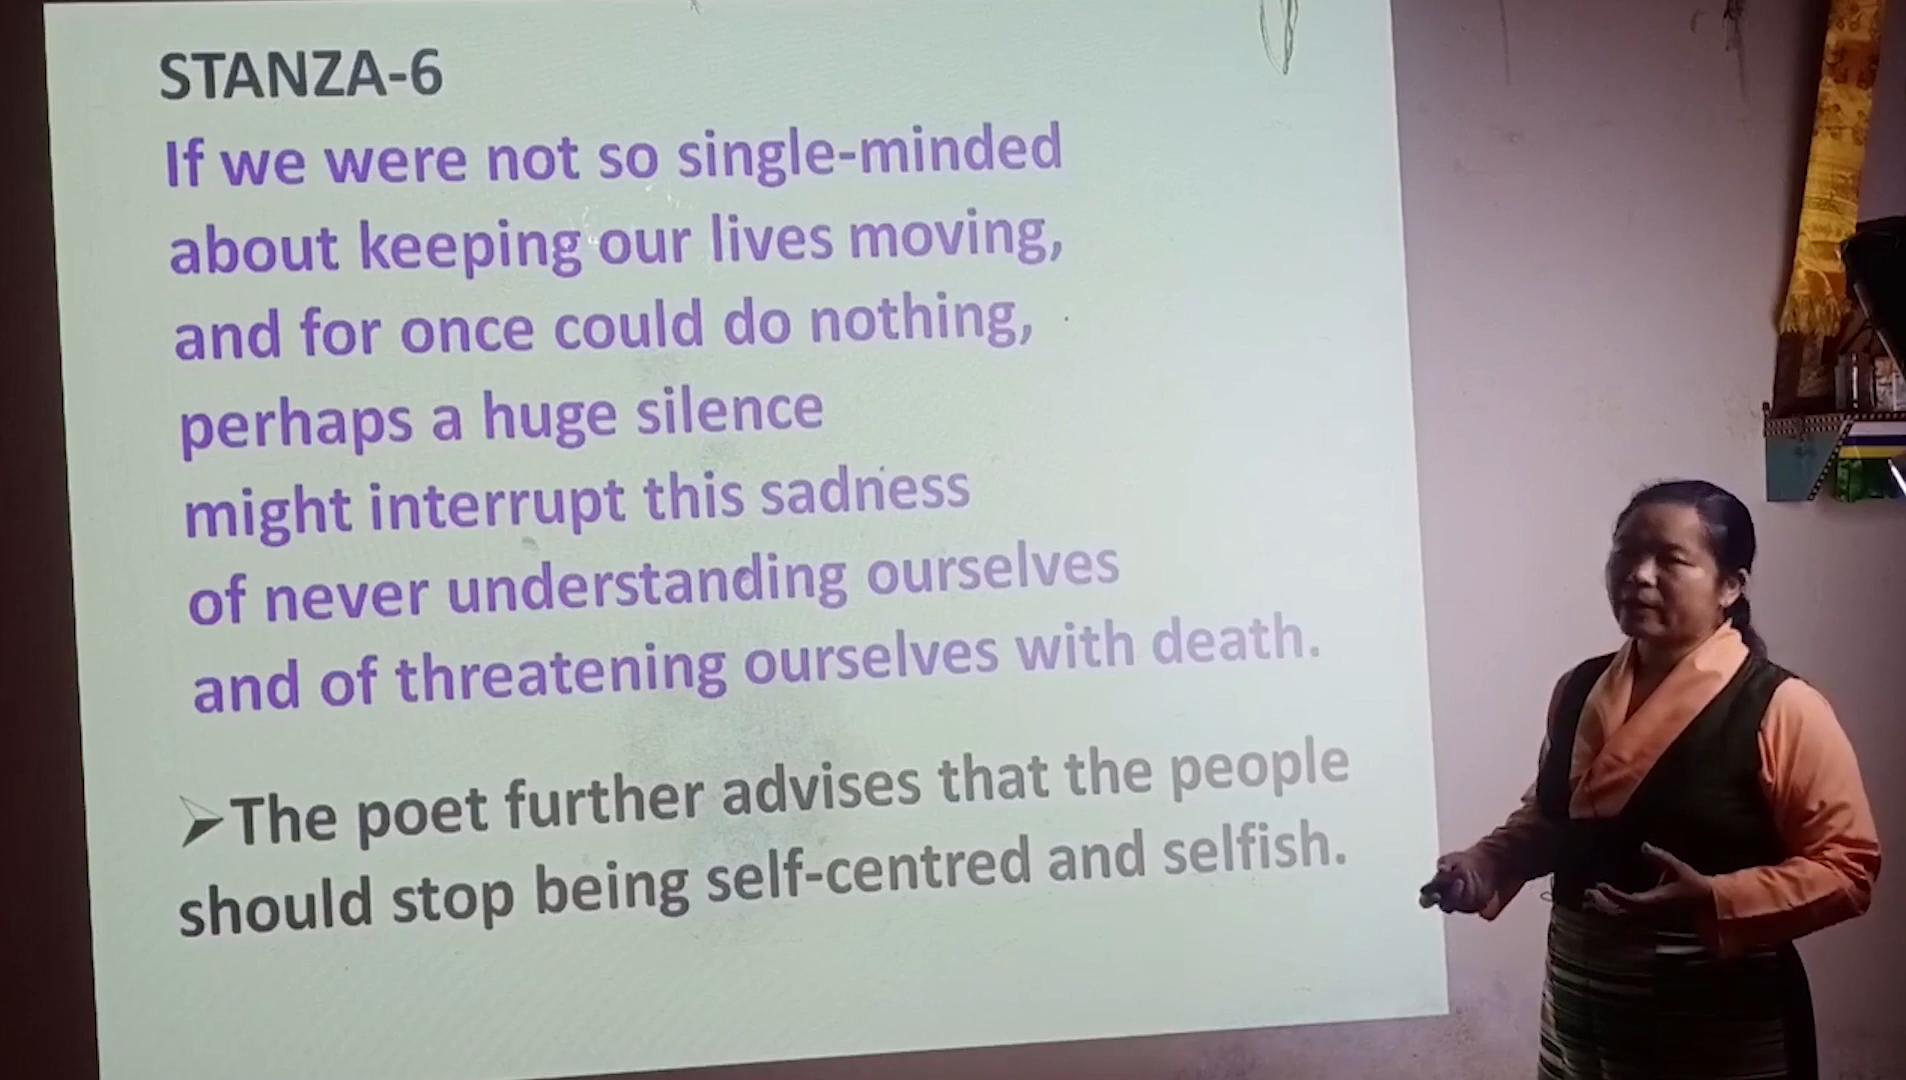 STANZA-6
If we were not so single-minded
about keeping our lives moving,
and for once could do nothing,
perhaps a huge silence
might interrupt this sadness
of never understanding ourselves
and of threatening ourselves with death.
➢The poet further advises that the people
should stop being self-centred and selfish.